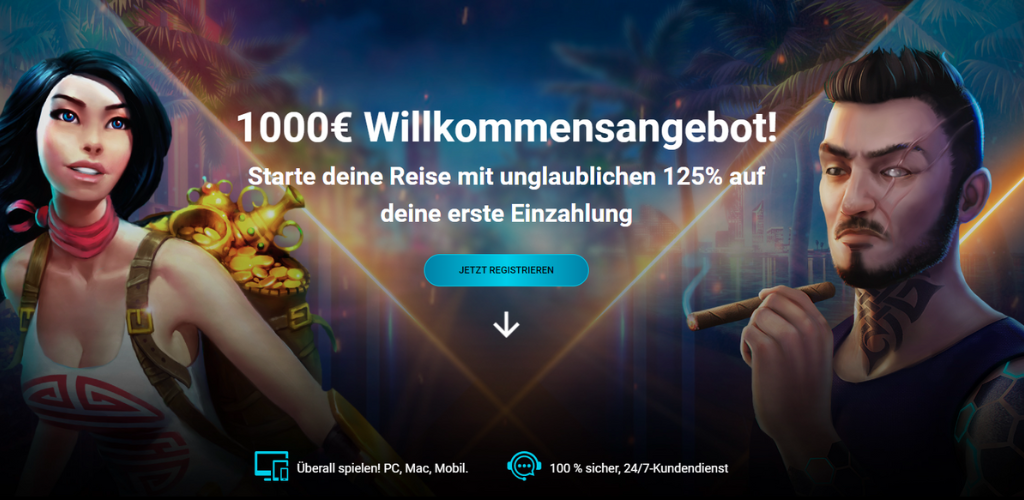 1000€ Willkommensangebot!
Starte deine Reise mit unglaublichen 125% auf
deine erste Einzahlung
JETZT REGISTRIEREN
Überall spielen! PC, Mac, Mobil.
100 % sicher, 24/7-Kundendienst